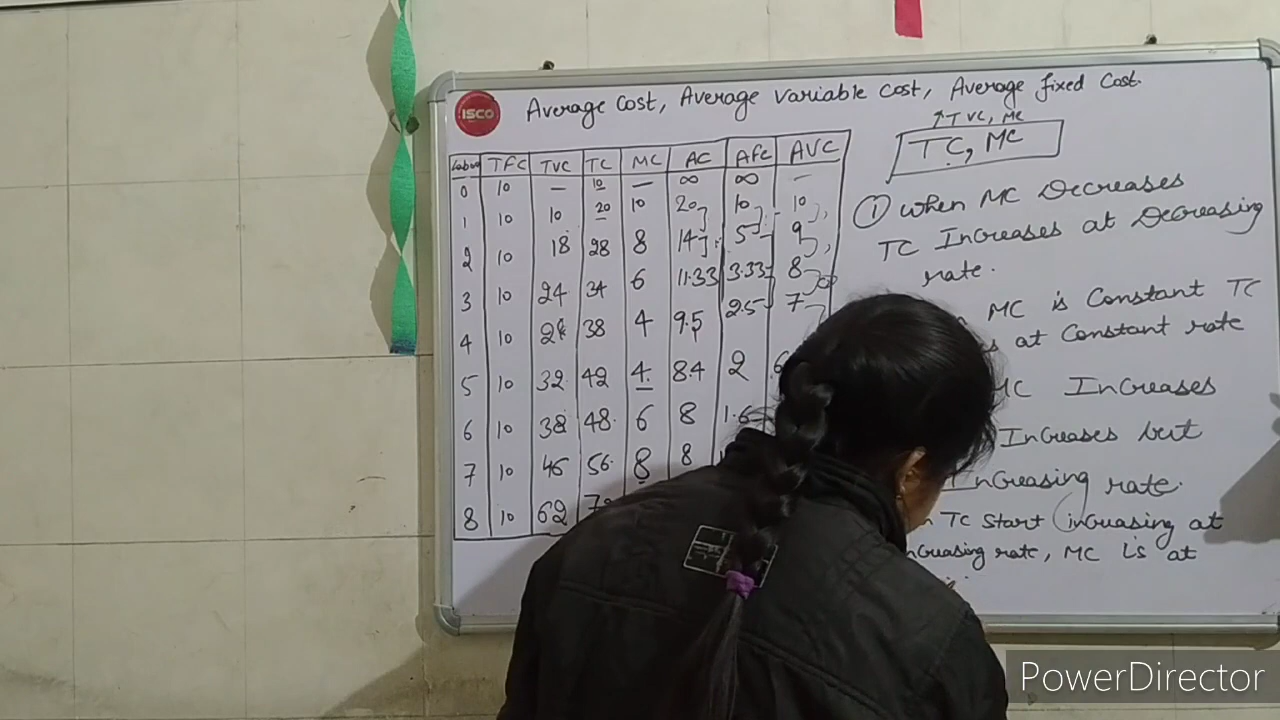 ISCO
Average Cost, Average Variable Cost, Average fixed Cost.
↑TVC, MC
TC, MC
Labour TFC TVC TC MC AC AFC AVC
0 10 — 10 — ∞ ∞ —
1 10 10 20 10 20 10 10
2 10 18 28 8 14 5 9
3 10 24 34 6 11.33 3.33 8
4 10 28 38 4 9.5 2.5 7
5 10 32 42 4 8.4 2 6
6 10 38 48 6 8 1.6
7 10 46 56 8 8
8 10 62
① When MC Decreases
TC Increases at Decreasing
rate.
MC is Constant TC
at Constant rate
MC Increases
Increases but
Increasing rate.
TC start increasing at
increasing rate, MC is at
PowerDirector